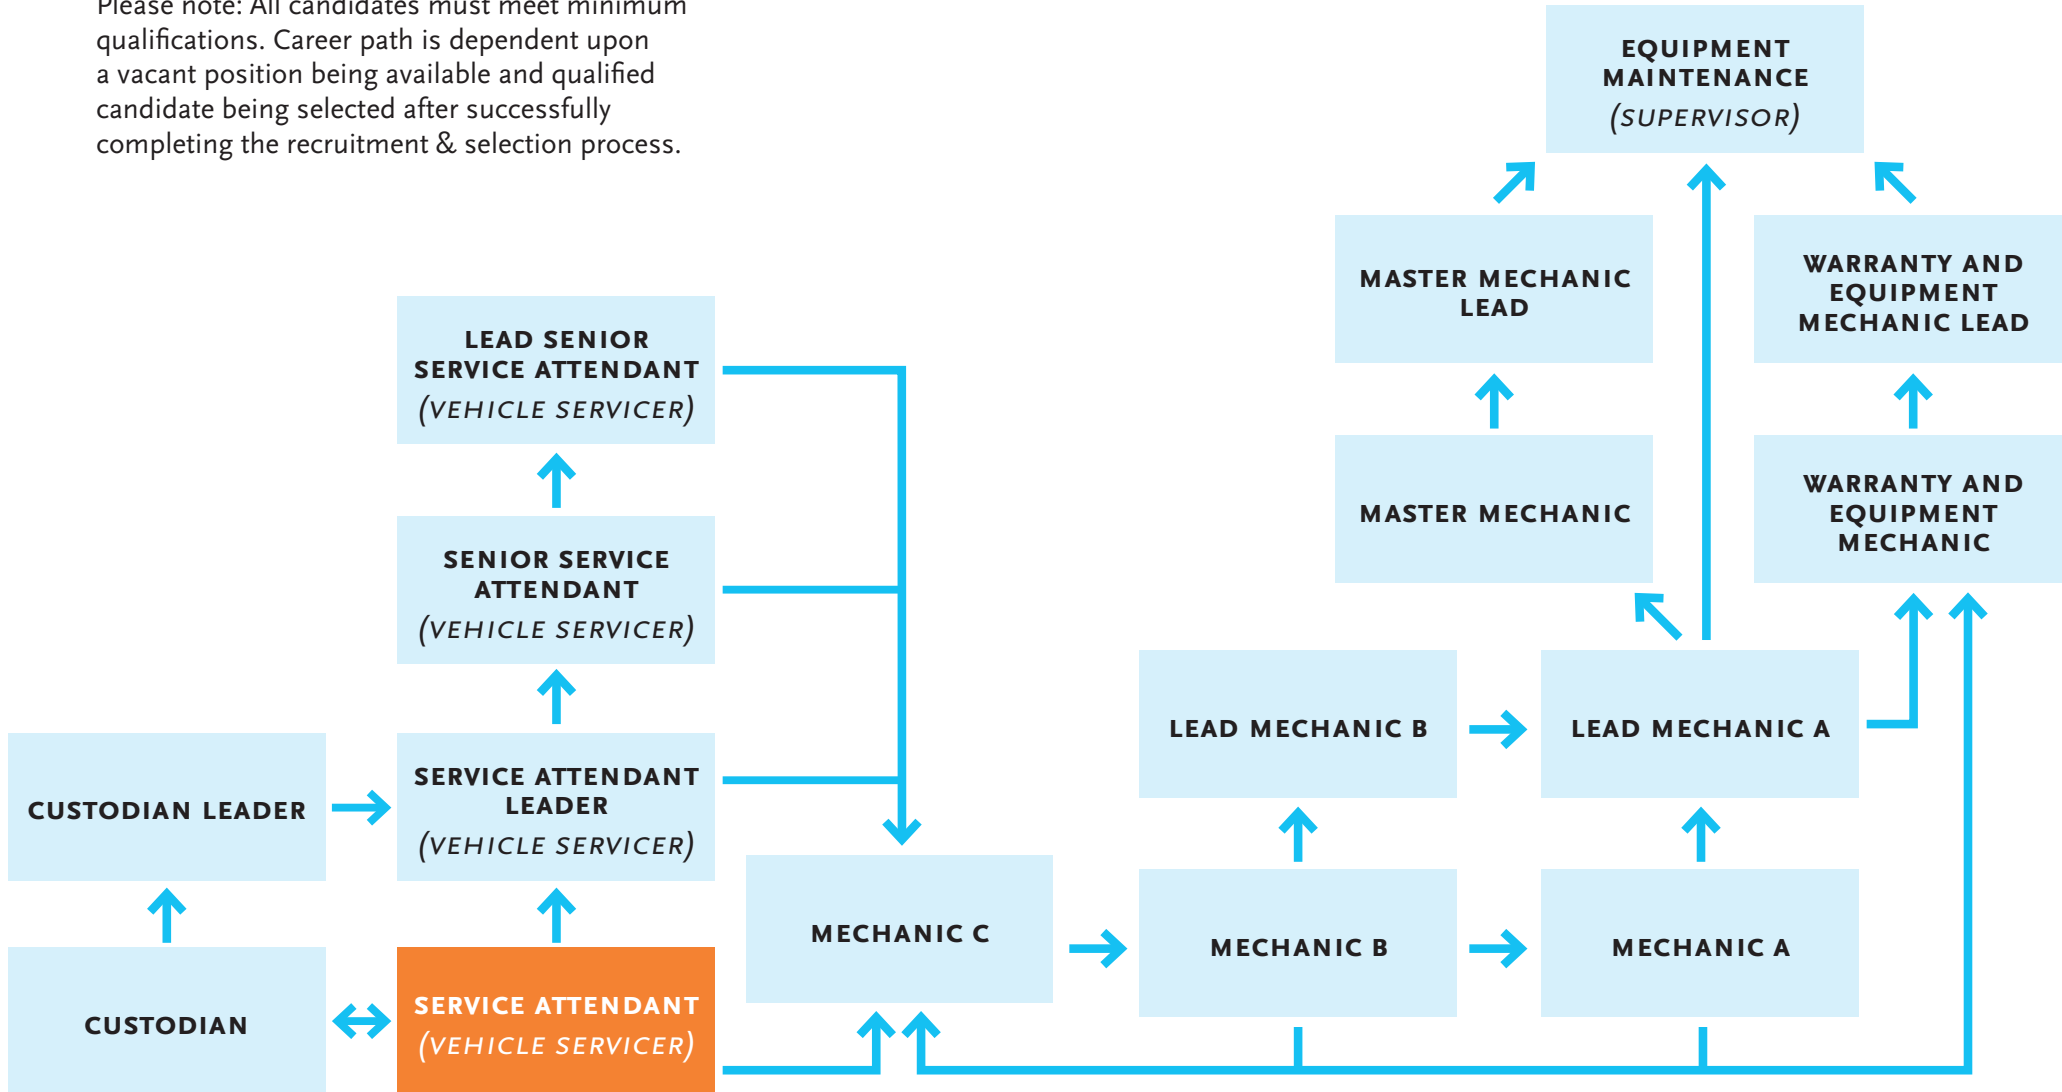 Please note: All candidates must meet minimum
qualifications. Career path is dependent upon
a vacant position being available and qualified
candidate being selected after successfully
completing the recruitment & selection process.
EQUIPMENT
MAINTENANCE
(SUPERVISOR)
MASTER MECHANIC
LEAD
WARRANTY AND
EQUIPMENT
MECHANIC LEAD
LEAD SENIOR
SERVICE ATTENDANT
(VEHICLE SERVICER)
MASTER MECHANIC
WARRANTY AND
EQUIPMENT
MECHANIC
SENIOR SERVICE
ATTENDANT
(VEHICLE SERVICER)
LEAD MECHANIC B
LEAD MECHANIC A
CUSTODIAN LEADER
SERVICE ATTENDANT
LEADER
(VEHICLE SERVICER)
MECHANIC C
MECHANIC B
MECHANIC A
CUSTODIAN
SERVICE ATTENDANT
(VEHICLE SERVICER)